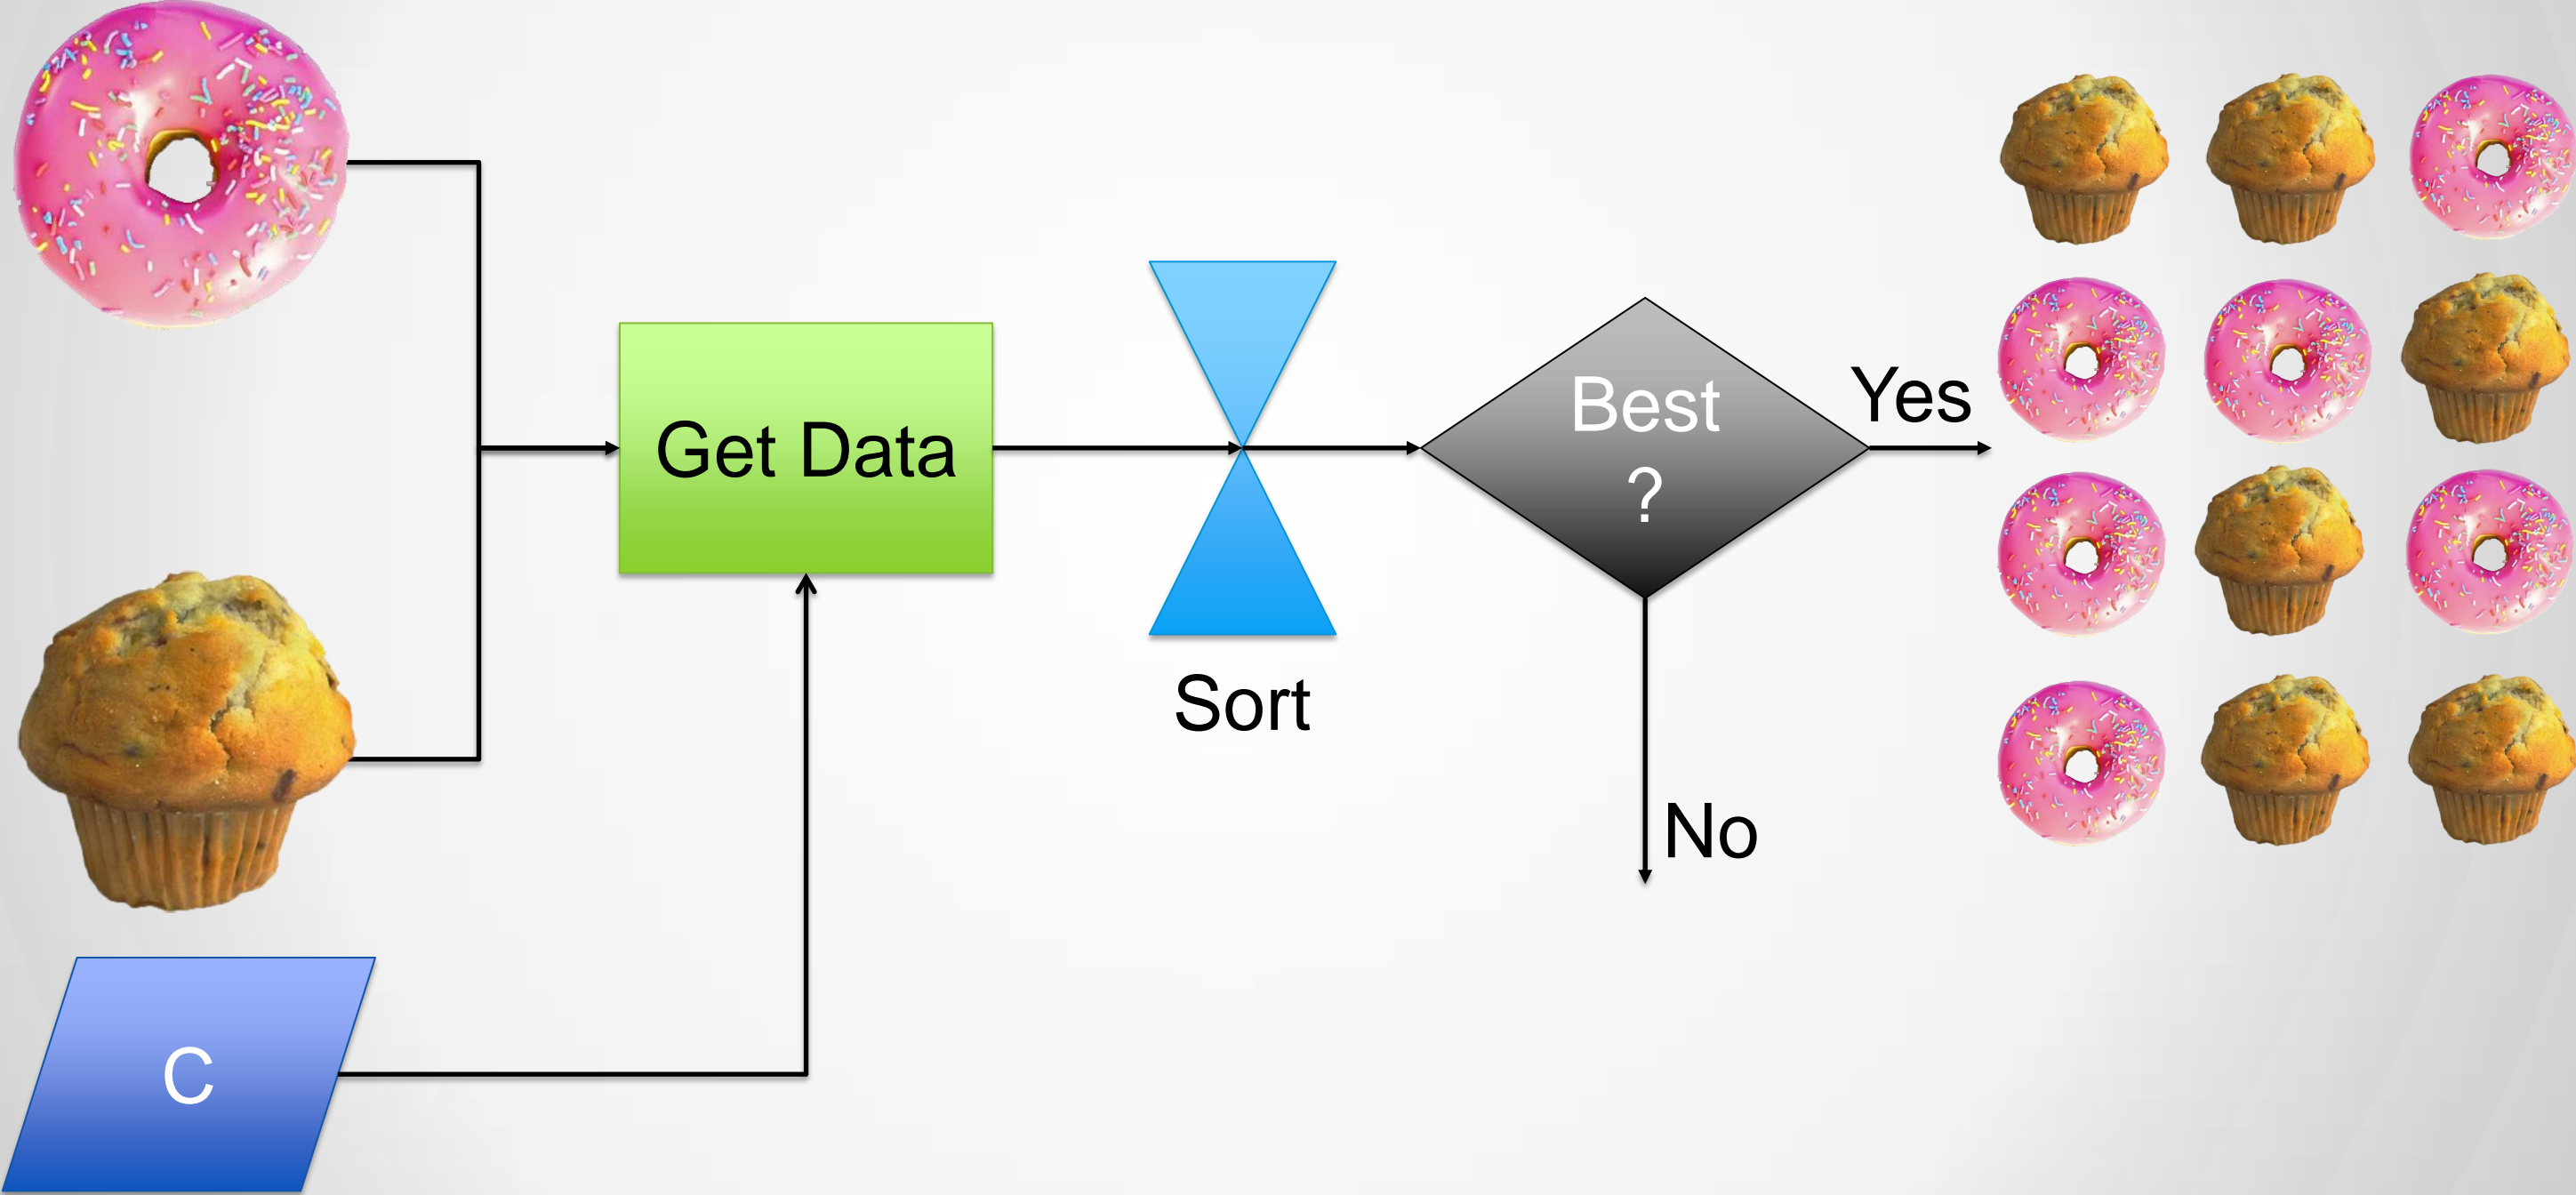 Get Data
Sort
Best
?
Yes
No
C